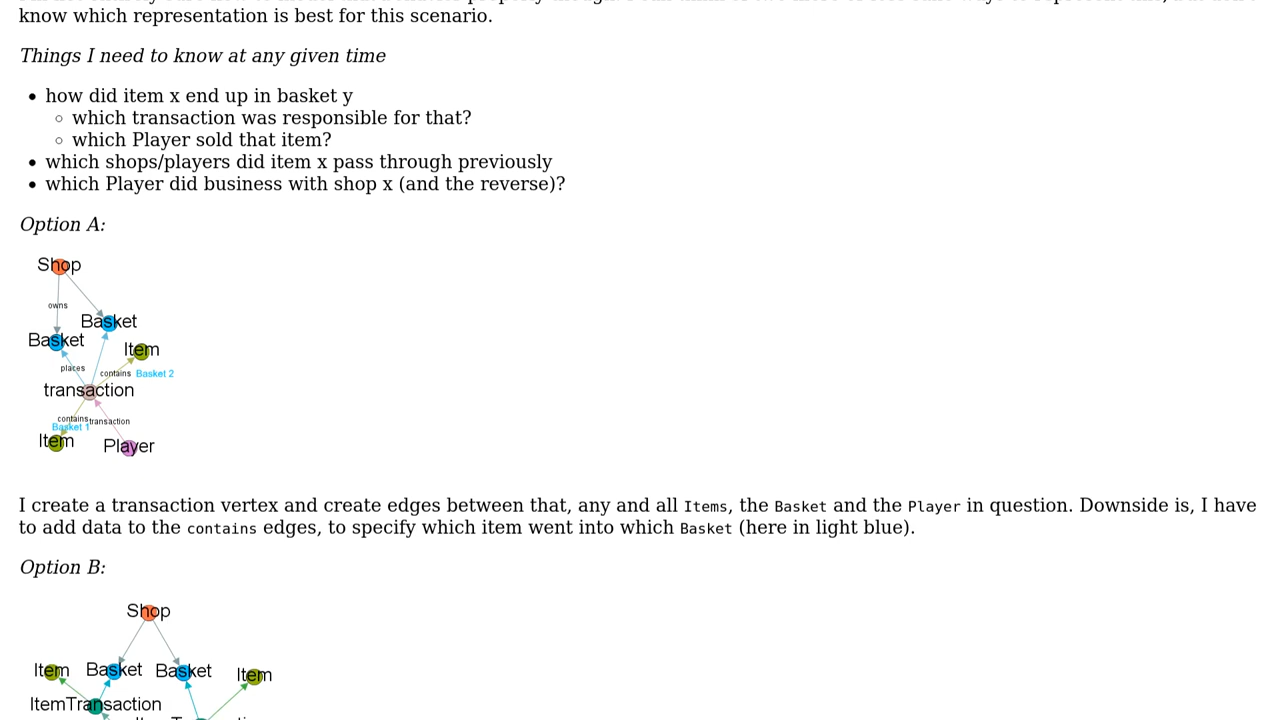 know which representation is best for this scenario.
Things I need to know at any given time
how did item x end up in basket y
which transaction was responsible for that?
which Player sold that item?
which shops/players did item x pass through previously
which Player did business with shop x (and the reverse)?
Option A:
Shop
owns
Basket
Basket
Item
places
contains Basket 2
transaction
contains
transaction
Basket 1
Item
Player
I create a transaction vertex and create edges between that, any and all Items, the Basket and the Player in question. Downside is, I have
to add data to the contains edges, to specify which item went into which Basket (here in light blue).
Option B:
Shop
Item Basket Basket Item
ItemTransaction